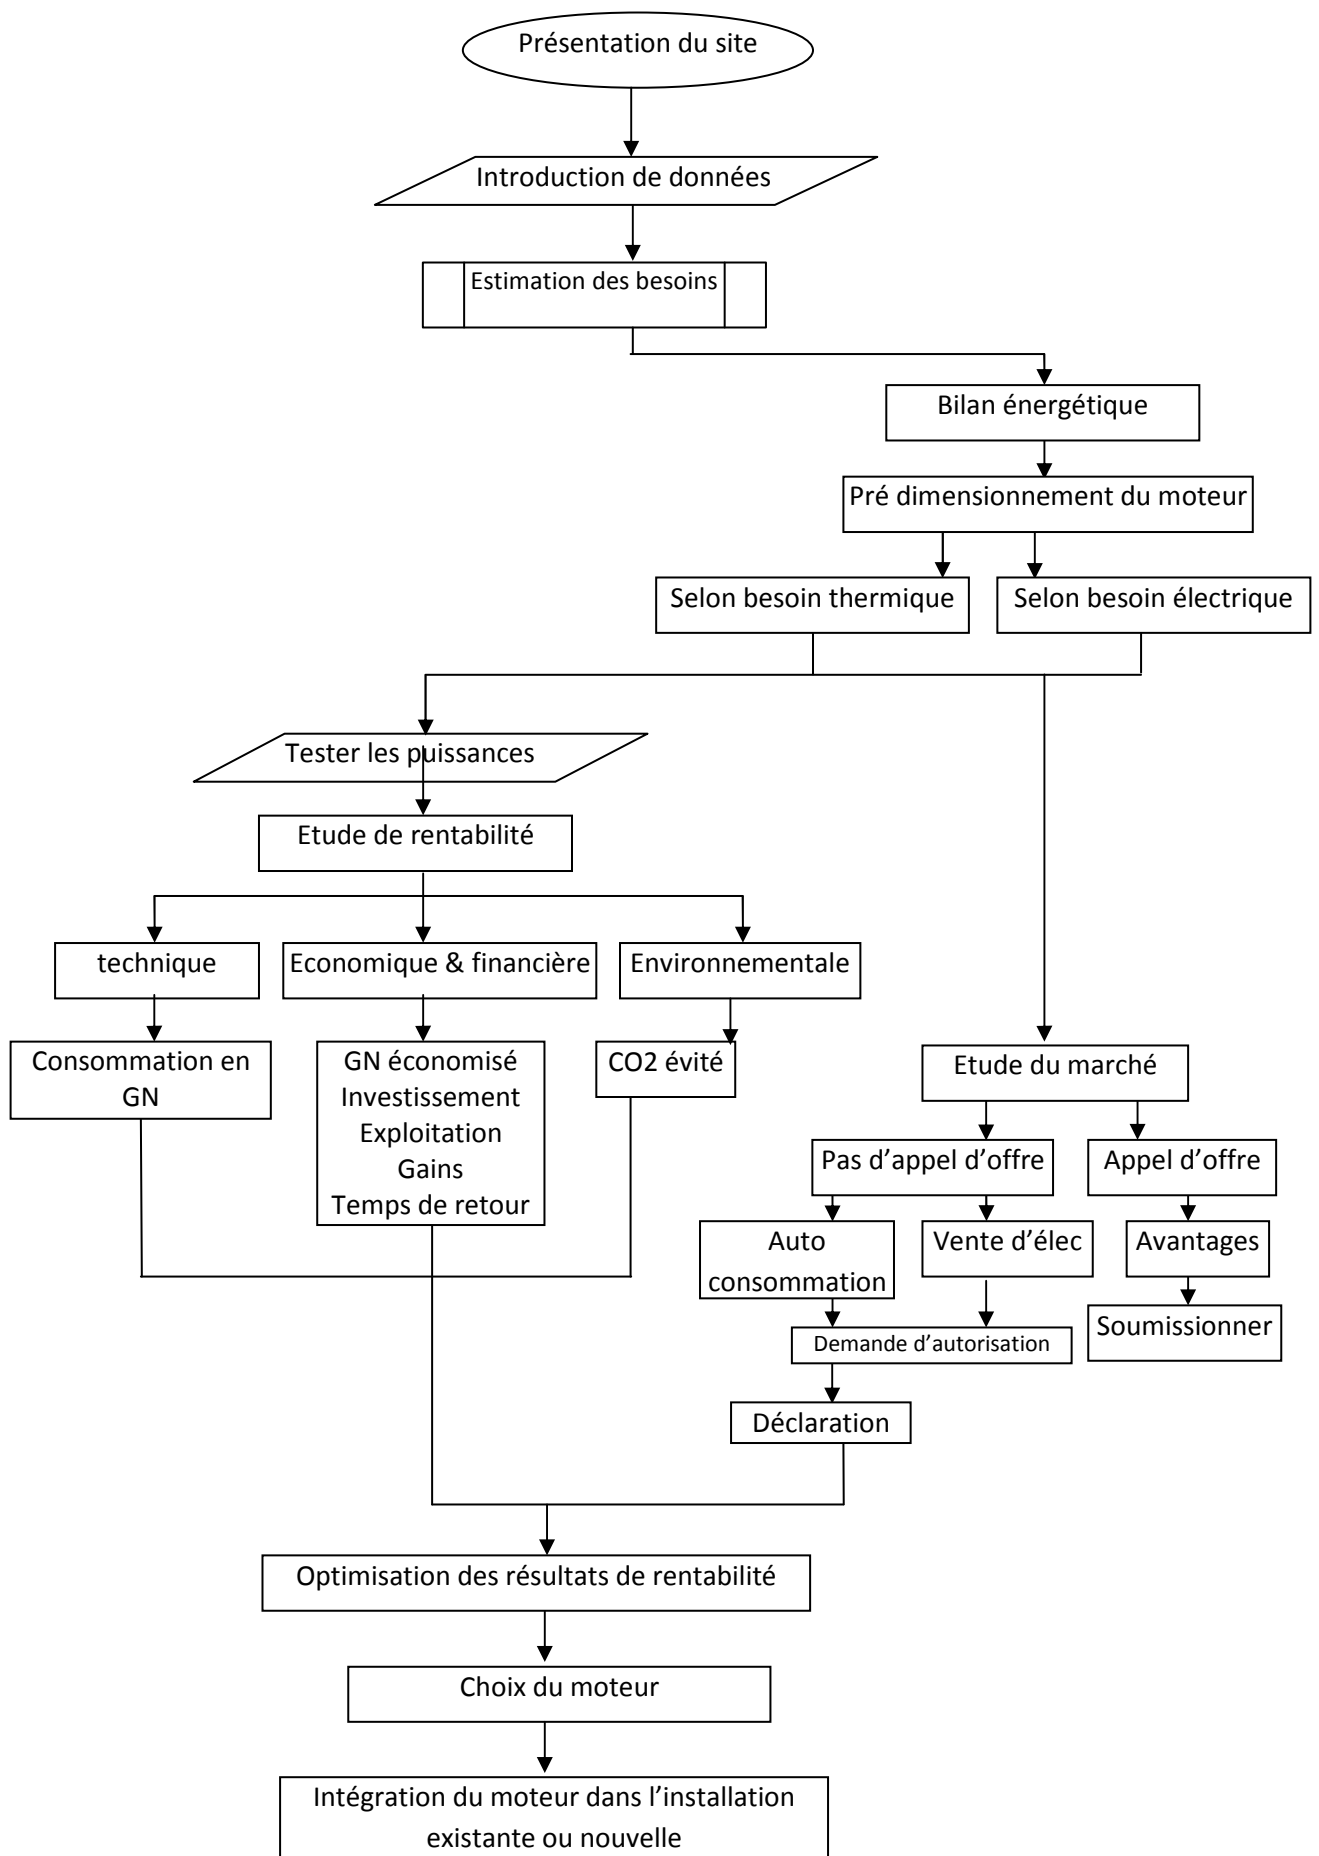 Présentation du site
Introduction de données
Estimation des besoins
Bilan énergétique
Pré dimensionnement du moteur
Selon besoin thermique
Selon besoin électrique
Tester les puissances
Etude de rentabilité
technique
Economique & financière
Environnementale
Consommation en
GN
GN économisé
Investissement
Exploitation
Gains
Temps de retour
CO2 évité
Etude du marché
Pas d’appel d’offre
Appel d’offre
Auto
consommation
Vente d’élec
Avantages
Demande d’autorisation
Soumissionner
Déclaration
Optimisation des résultats de rentabilité
Choix du moteur
Intégration du moteur dans l’installation
existante ou nouvelle